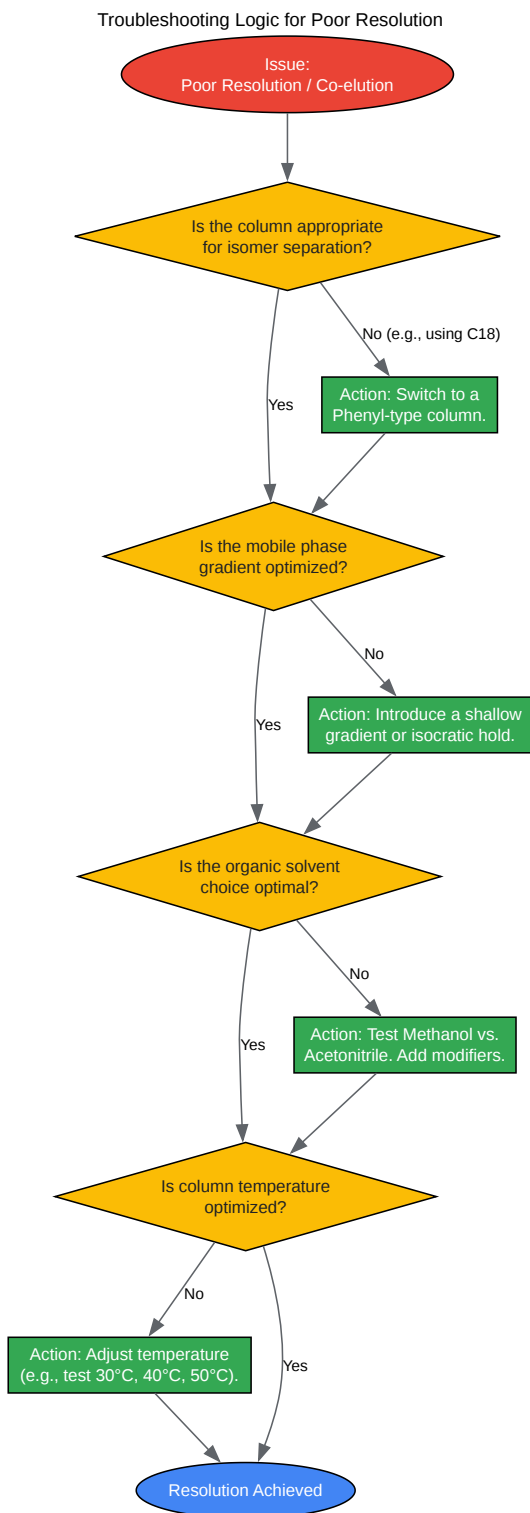 Troubleshooting Logic for Poor Resolution
Issue:
Poor Resolution / Co-elution
Is the column appropriate
for isomer separation?
No (e.g., using C18)
Yes
Action: Switch to a
Phenyl-type column.
Is the mobile phase
gradient optimized?
No
Yes
Action: Introduce a shallow
gradient or isocratic hold.
Is the organic solvent
choice optimal?
No
Yes
Action: Test Methanol vs.
Acetonitrile. Add modifiers.
Is column temperature
optimized?
No
Yes
Action: Adjust temperature
(e.g., test 30°C, 40°C, 50°C).
Resolution Achieved